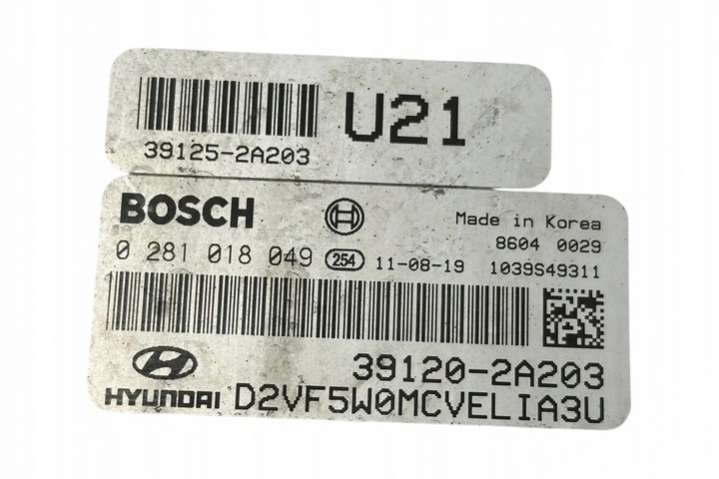 U21
39125-2A203
BOSCH
Made in Korea
8604 0029
0 281 018 049 254 11-08-19 1039S49311
39120-2A203
HYUNDAI D2VF5W0MCVELIA3U